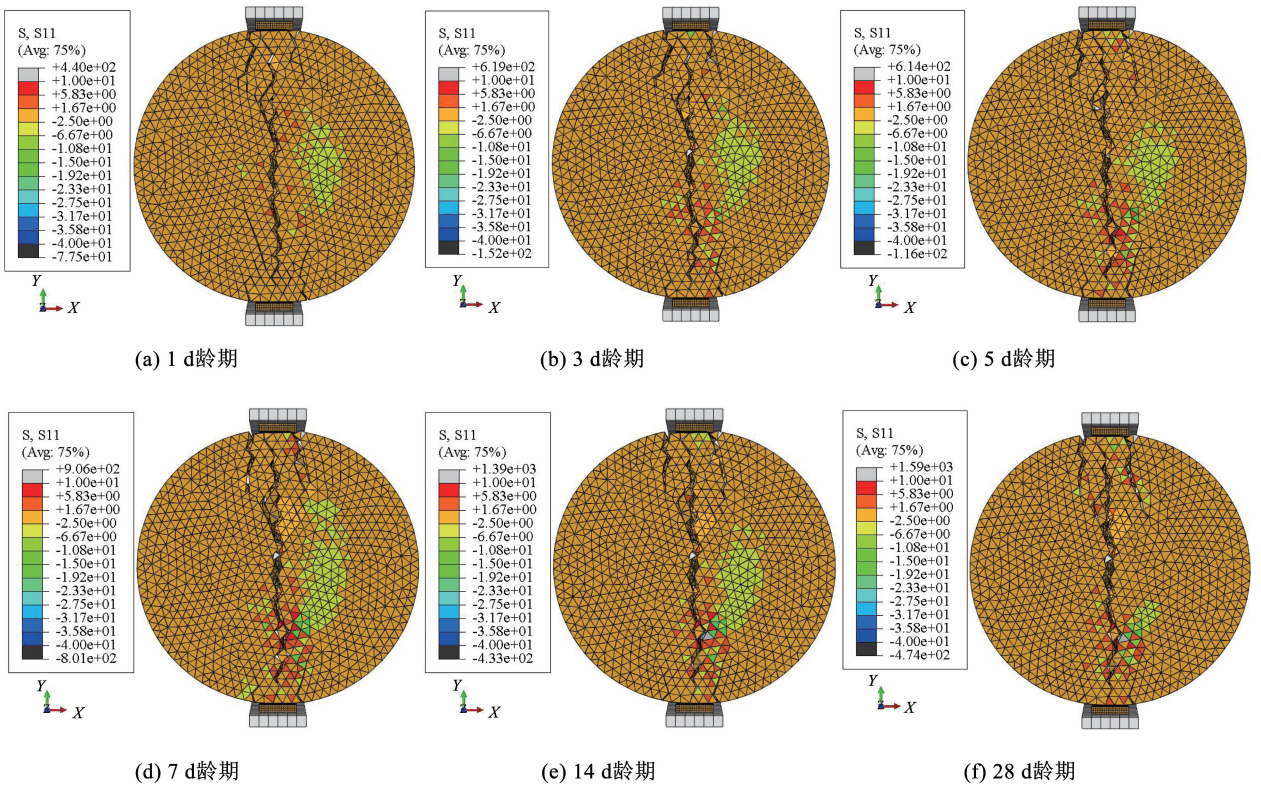 S, S11
(Avg: 75%)
+4.40e+02
+1.00e+01
+5.83e+00
+1.67e+00
-2.50e+00
-6.67e+00
-1.08e+01
-1.50e+01
-1.92e+01
-2.33e+01
-2.75e+01
-3.17e+01
-3.58e+01
-4.00e+01
-7.75e+01
Y
Z
X
(a) 1 d龄期
S, S11
(Avg: 75%)
+6.19e+02
+1.00e+01
+5.83e+00
+1.67e+00
-2.50e+00
-6.67e+00
-1.08e+01
-1.50e+01
-1.92e+01
-2.33e+01
-2.75e+01
-3.17e+01
-3.58e+01
-4.00e+01
-1.52e+02
Y
Z
X
(b) 3 d龄期
S, S11
(Avg: 75%)
+6.14e+02
+1.00e+01
+5.83e+00
+1.67e+00
-2.50e+00
-6.67e+00
-1.08e+01
-1.50e+01
-1.92e+01
-2.33e+01
-2.75e+01
-3.17e+01
-3.58e+01
-4.00e+01
-1.16e+02
Y
Z
X
(c) 5 d龄期
S, S11
(Avg: 75%)
+9.06e+02
+1.00e+01
+5.83e+00
+1.67e+00
-2.50e+00
-6.67e+00
-1.08e+01
-1.50e+01
-1.92e+01
-2.33e+01
-2.75e+01
-3.17e+01
-3.58e+01
-4.00e+01
-8.01e+02
Y
Z
X
(d) 7 d龄期
S, S11
(Avg: 75%)
+1.39e+03
+1.00e+01
+5.83e+00
+1.67e+00
-2.50e+00
-6.67e+00
-1.08e+01
-1.50e+01
-1.92e+01
-2.33e+01
-2.75e+01
-3.17e+01
-3.58e+01
-4.00e+01
-4.33e+02
Y
Z
X
(e) 14 d龄期
S, S11
(Avg: 75%)
+1.59e+03
+1.00e+01
+5.83e+00
+1.67e+00
-2.50e+00
-6.67e+00
-1.08e+01
-1.50e+01
-1.92e+01
-2.33e+01
-2.75e+01
-3.17e+01
-3.58e+01
-4.00e+01
-4.74e+02
Y
Z
X
(f) 28 d龄期